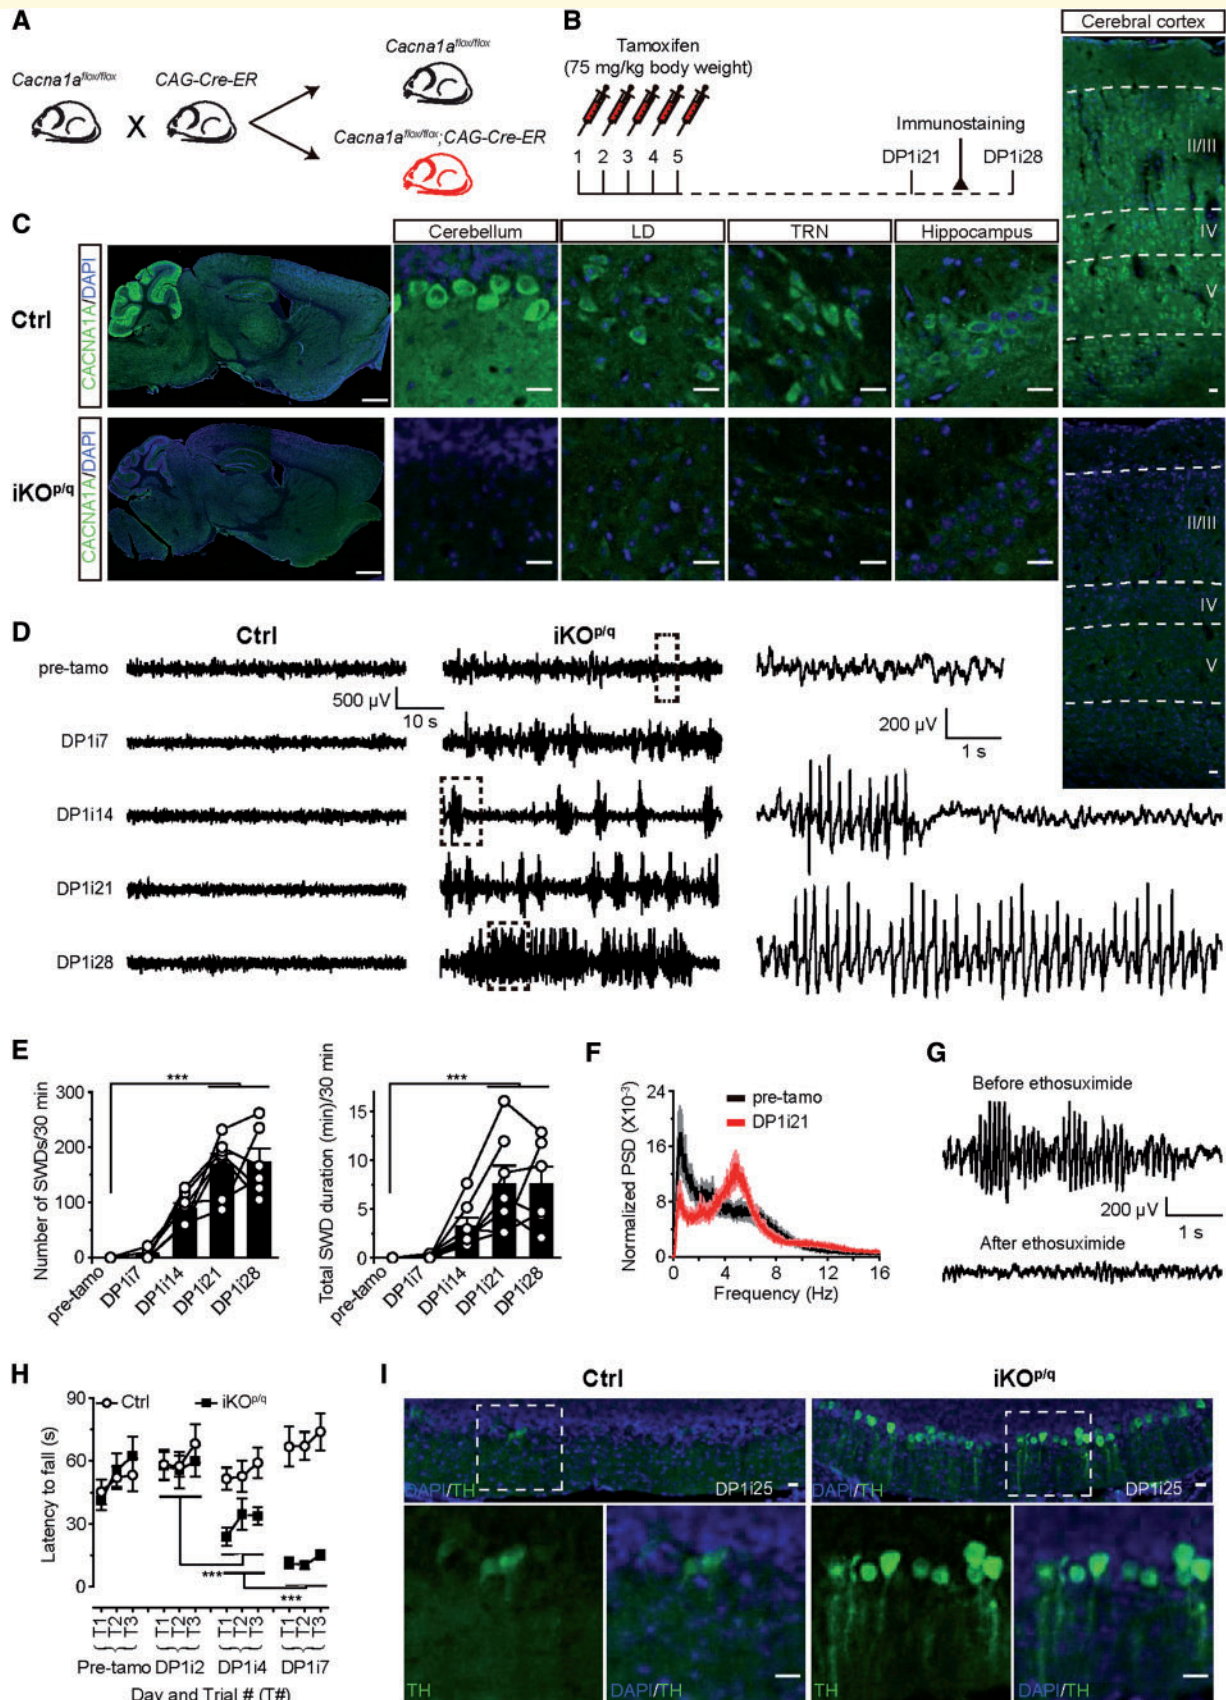 A
Cacna1a^flox/flox
CAG-Cre-ER
X
Cacna1a^flox/flox
Cacna1a^flox/flox;CAG-Cre-ER
B
Tamoxifen
(75 mg/kg body weight)
1 2 3 4 5
Immunostaining
DP1i21
DP1i28
Cerebral cortex
II/III
IV
V
C
Cerebellum
LD
TRN
Hippocampus
Ctrl
CACNA1A/DAPI
iKO^p/q
CACNA1A/DAPI
II/III
IV
V
D
Ctrl
iKO^p/q
pre-tamo
500 µV
10 s
200 µV
1 s
DP1i7
DP1i14
DP1i21
DP1i28
E
Number of SWDs/30 min
300
200
100
0
***
pre-tamo
DP1i7
DP1i14
DP1i21
DP1i28
Total SWD duration (min)/30 min
15
10
5
0
***
pre-tamo
DP1i7
DP1i14
DP1i21
DP1i28
F
Normalized PSD (X10^-3)
24
16
8
0
pre-tamo
DP1i21
0 4 8 12 16
Frequency (Hz)
G
Before ethosuximide
200 µV
1 s
After ethosuximide
H
Latency to fall (s)
90
60
30
0
Ctrl
iKO^p/q
***
***
T1 T2 T3 T1 T2 T3 T1 T2 T3 T1 T2 T3
Pre-tamo DP1i2 DP1i4 DP1i7
Day and Trial # (T#)
I
Ctrl
iKO^p/q
DAPI/TH
DP1i25
DAPI/TH
DP1i25
TH
DAPI/TH
TH
DAPI/TH